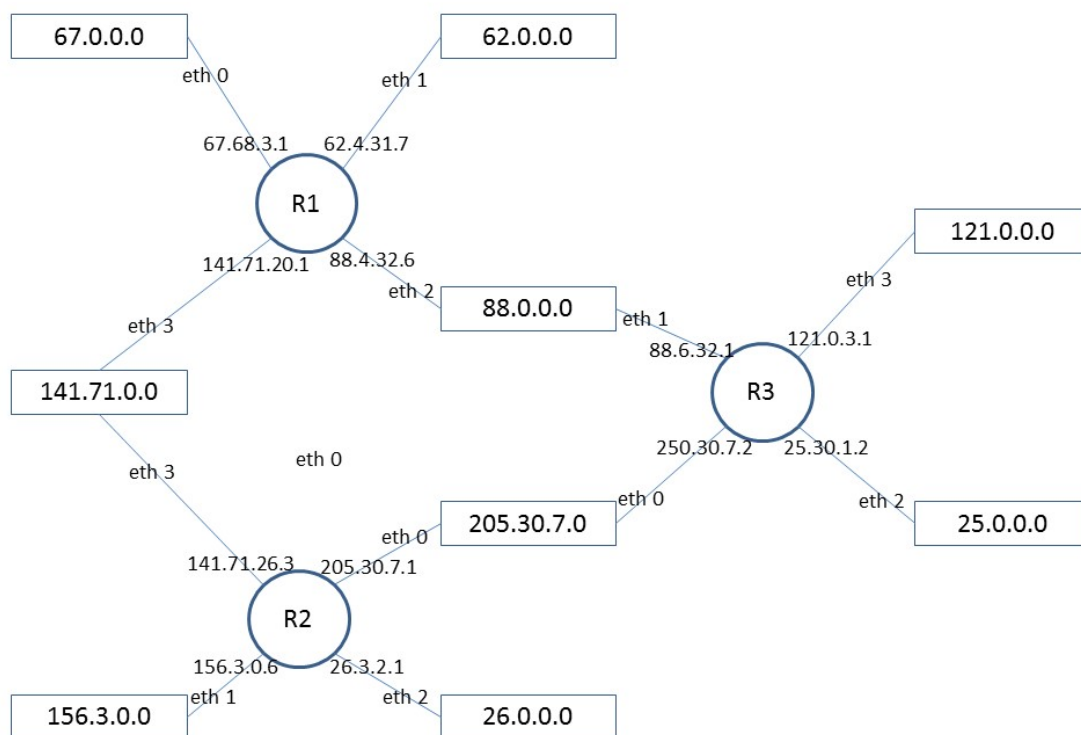 67.0.0.0
62.0.0.0
eth 0
eth 1
67.68.3.1
62.4.31.7
R1
141.71.20.1
88.4.32.6
121.0.0.0
eth 3
eth 2
88.0.0.0
eth 1
eth 3
121.0.3.1
88.6.32.1
141.71.0.0
R3
250.30.7.2
25.30.1.2
eth 0
eth 3
eth 0
eth 2
205.30.7.0
25.0.0.0
eth 0
141.71.26.3
205.30.7.1
R2
156.3.0.6
26.3.2.1
eth 1
eth 2
156.3.0.0
26.0.0.0